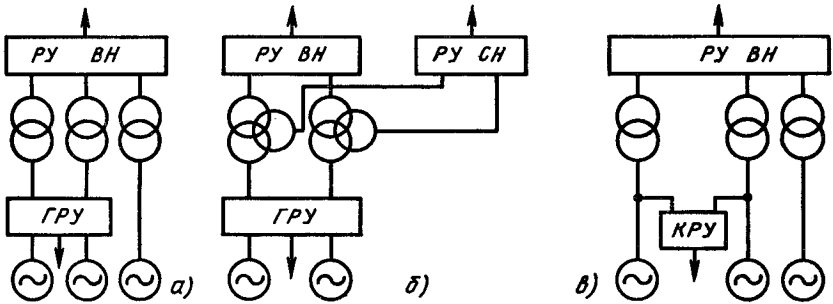 РУ ВН
ГРУ
а)
РУ ВН
РУ СН
ГРУ
б)
РУ ВН
КРУ
в)